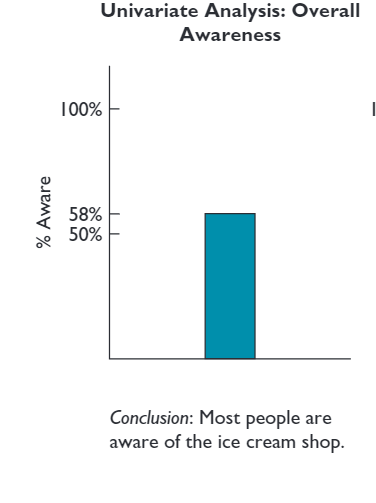 Univariate Analysis: Overall
Awareness
100%
58%
50%
% Aware
Conclusion: Most people are
aware of the ice cream shop.